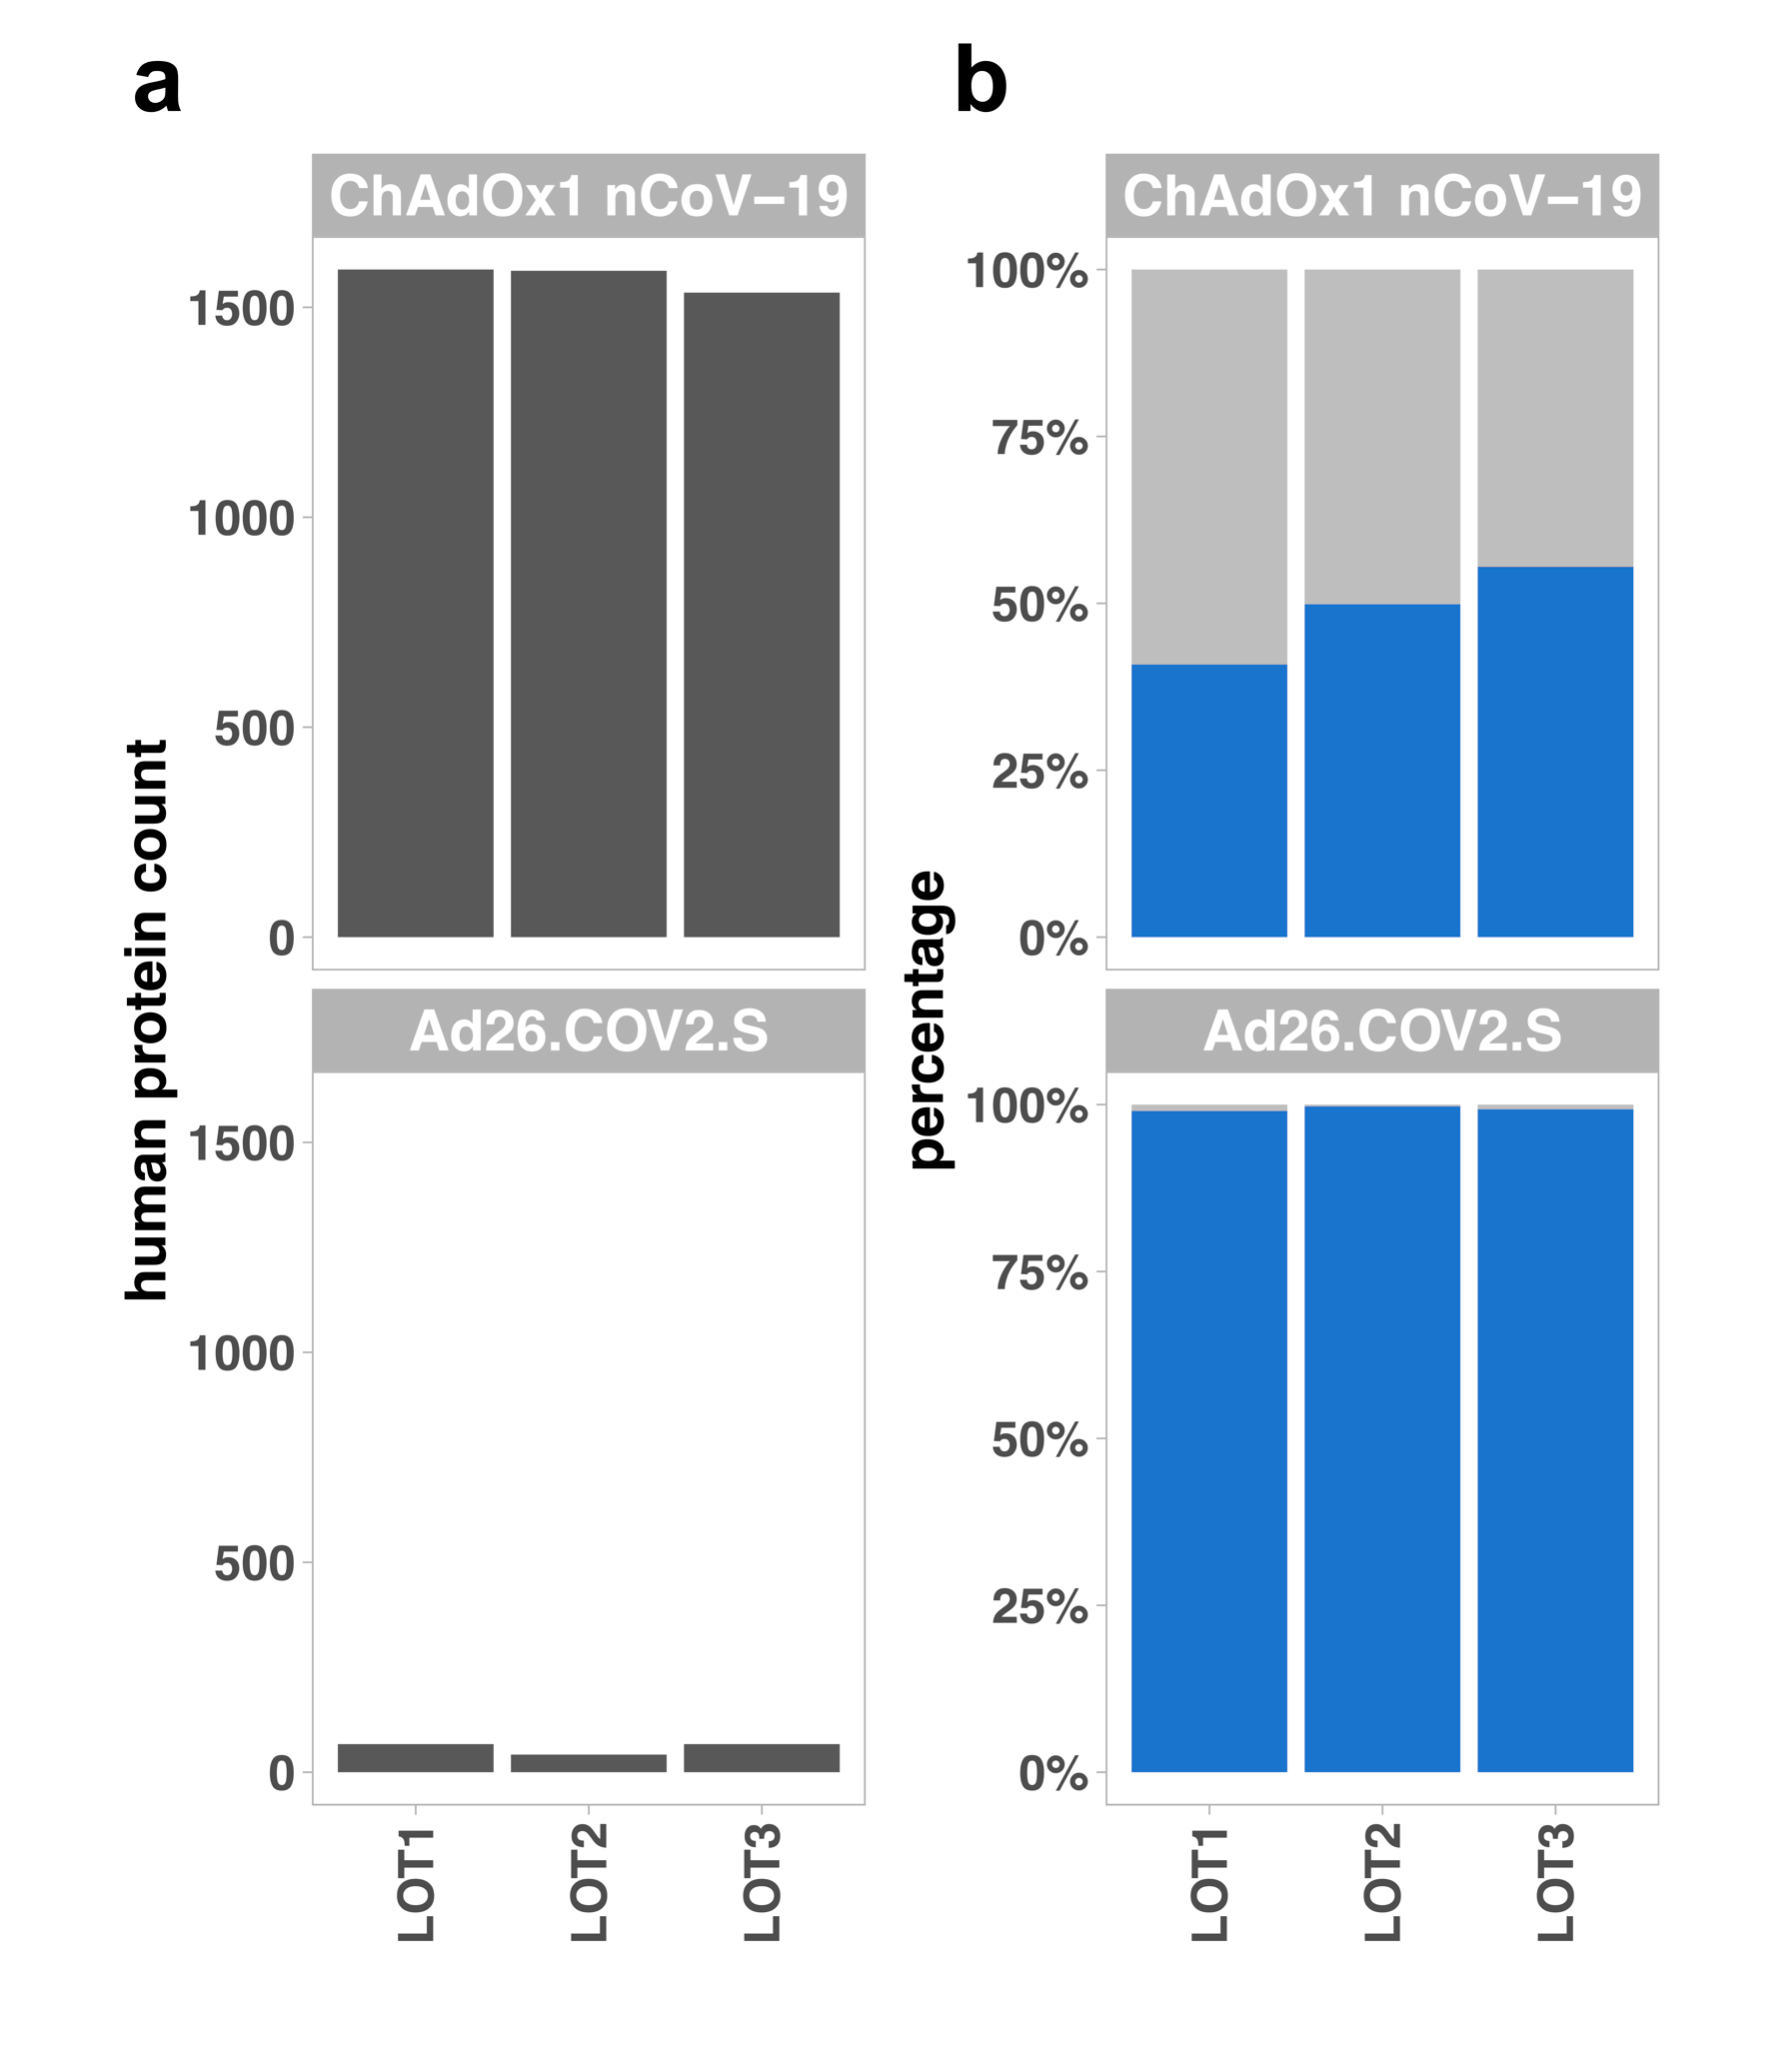 a
b
human protein count
ChAdOx1 nCoV–19
1500
1000
500
0
Ad26.COV2.S
1500
1000
500
0
LOT1
LOT2
LOT3
percentage
ChAdOx1 nCoV–19
100%
75%
50%
25%
0%
Ad26.COV2.S
100%
75%
50%
25%
0%
LOT1
LOT2
LOT3